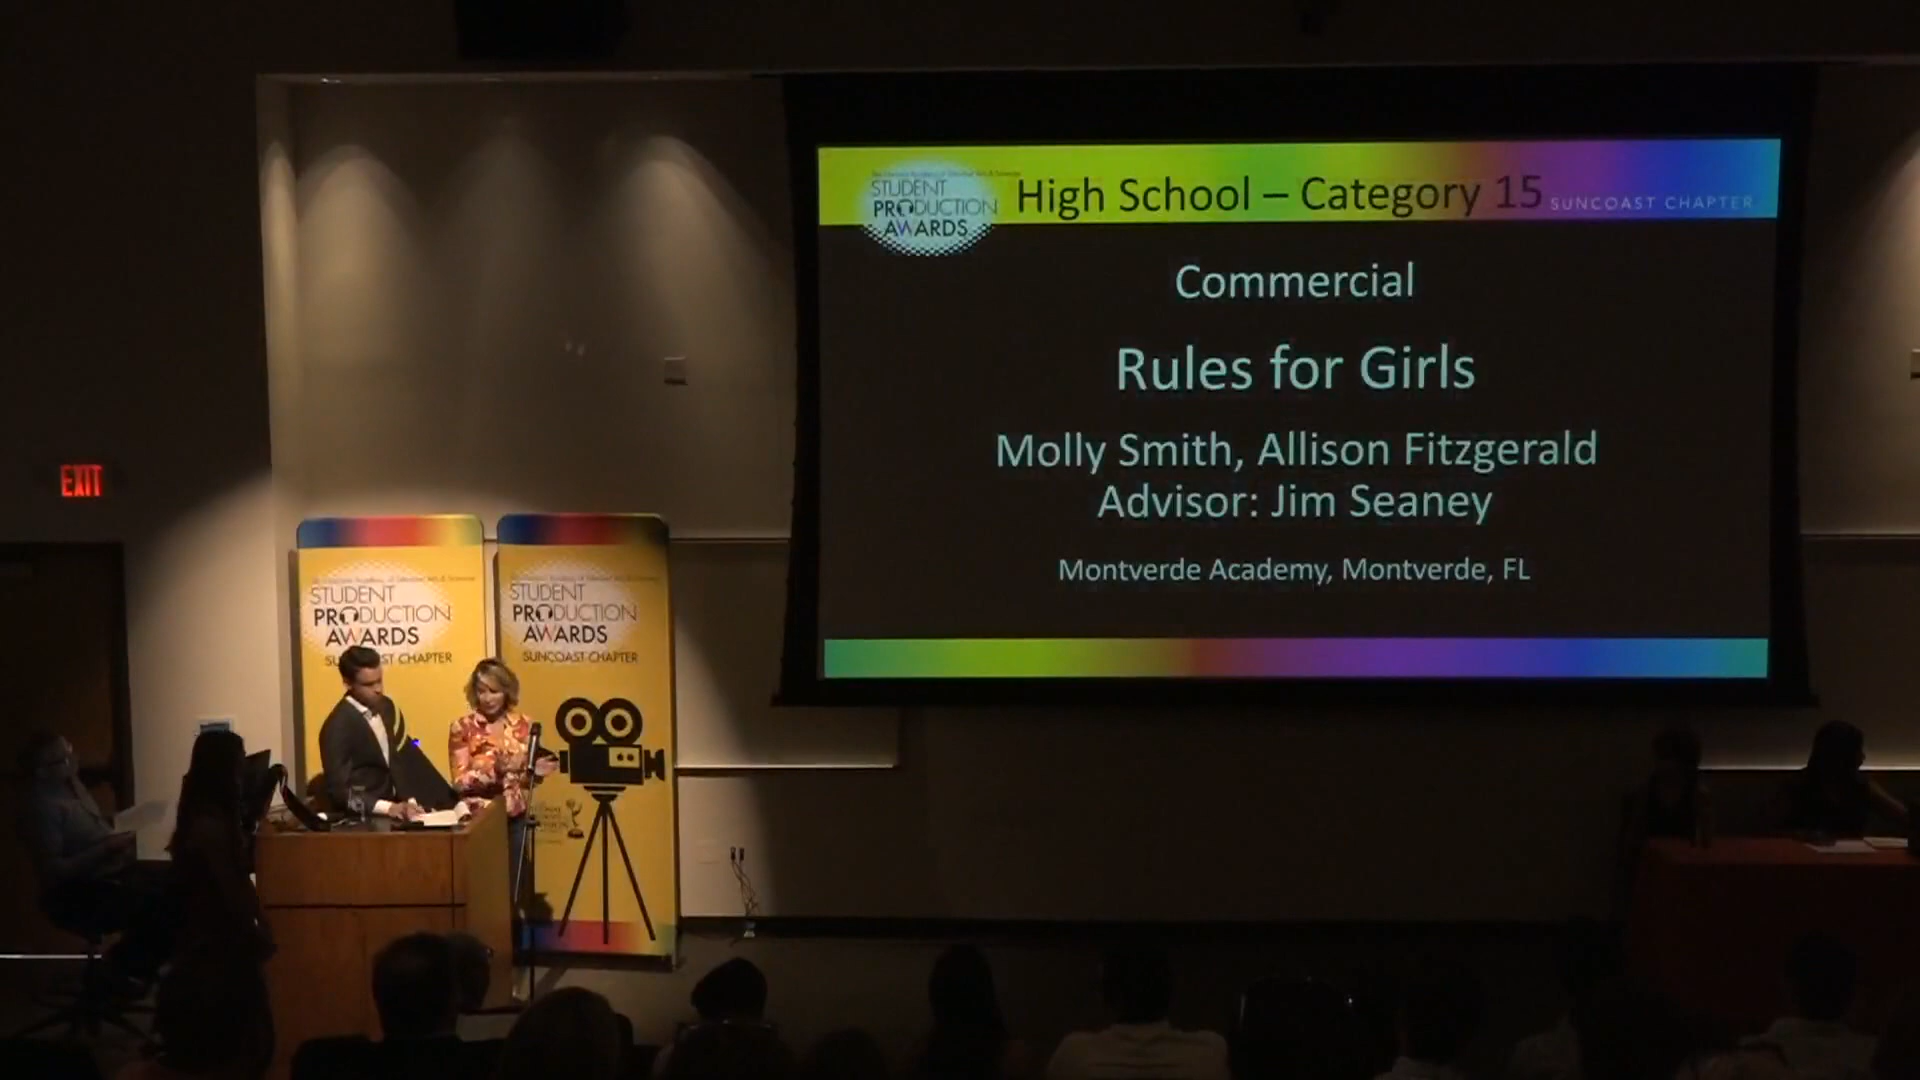 STUDENT
PRODUCTION
AWARDS
High School – Category 15
SUNCOAST CHAPTER
Commercial
Rules for Girls
Molly Smith, Allison Fitzgerald
Advisor: Jim Seaney
Montverde Academy, Montverde, FL
EXIT
STUDENT
PRODUCTION
AWARDS
CHAPTER
STUDENT
PRODUCTION
AWARDS
SUNCOAST CHAPTER